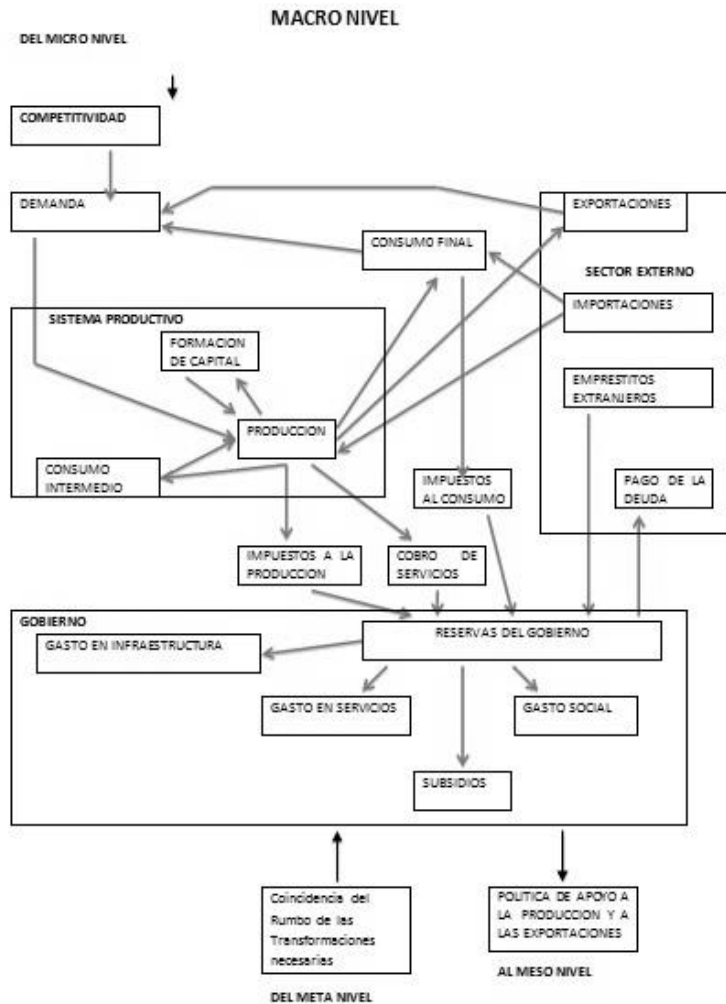 MACRO NIVEL
DEL MICRO NIVEL
COMPETITIVIDAD
DEMANDA
EXPORTACIONES
CONSUMO FINAL
SECTOR EXTERNO
IMPORTACIONES
SISTEMA PRODUCTIVO
FORMACION
DE CAPITAL
EMPRESTITOS
EXTRANJEROS
PRODUCCION
CONSUMO
INTERMEDIO
IMPUESTOS
AL CONSUMO
PAGO DE LA
DEUDA
IMPUESTOS A LA
PRODUCCION
COBRO DE
SERVICIOS
GOBIERNO
RESERVAS DEL GOBIERNO
GASTO EN INFRAESTRUCTURA
GASTO EN SERVICIOS
GASTO SOCIAL
SUBSIDIOS
Coincidencia del
Rumbo de las
Transformaciones
necesarias
POLITICA DE APOYO A
LA PRODUCCION Y A
LAS EXPORTACIONES
AL MESO NIVEL
DEL META NIVEL